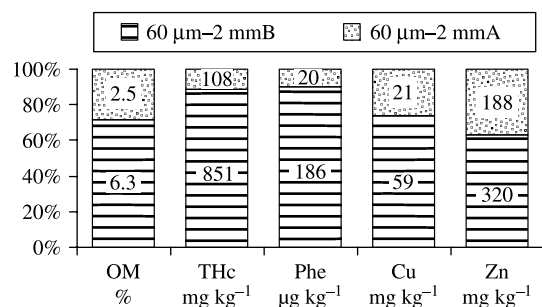 60 µm–2 mmB 60 µm–2 mmA
100%
80%
60%
40%
20%
0%
2.5 108 20 21 188
6.3 851 186 59 320
OM THc Phe Cu Zn
% mg kg⁻¹ µg kg⁻¹ mg kg⁻¹ mg kg⁻¹